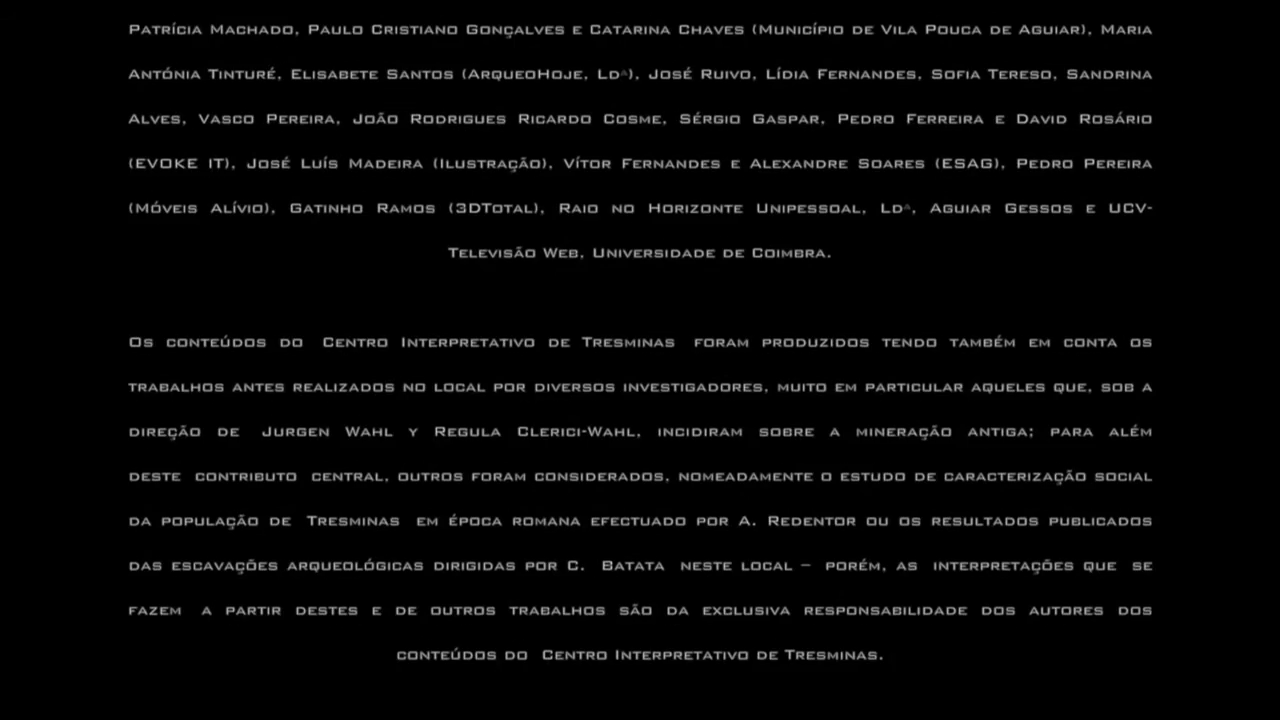 Patrícia Machado, Paulo Cristiano Gonçalves e Catarina Chaves (Município de Vila Pouca de Aguiar), Maria
Antónia Tinturé, Elisabete Santos (ArqueoHoje, Ldª), José Ruivo, Lídia Fernandes, Sofia Tereso, Sandrina
Alves, Vasco Pereira, João Rodrigues Ricardo Cosme, Sérgio Gaspar, Pedro Ferreira e David Rosário
(EVOKE IT), José Luís Madeira (Ilustração), Vítor Fernandes e Alexandre Soares (ESAG), Pedro Pereira
(Móveis Alívio), Gatinho Ramos (3DTotal), Raio no Horizonte Unipessoal, Ldª, Aguiar Gessos e UCV-
Televisão Web, Universidade de Coimbra.
Os conteúdos do Centro Interpretativo de Tresminas foram produzidos tendo também em conta os
trabalhos antes realizados no local por diversos investigadores, muito em particular aqueles que, sob a
direção de Jurgen Wahl y Regula Clerici-Wahl, incidiram sobre a mineração antiga; para além
deste contributo central, outros foram considerados, nomeadamente o estudo de caracterização social
da população de Tresminas em época romana efectuado por A. Redentor ou os resultados publicados
das escavações arqueológicas dirigidas por C. Batata neste local – porém, as interpretações que se
fazem a partir destes e de outros trabalhos são da exclusiva responsabilidade dos autores dos
conteúdos do Centro Interpretativo de Tresminas.